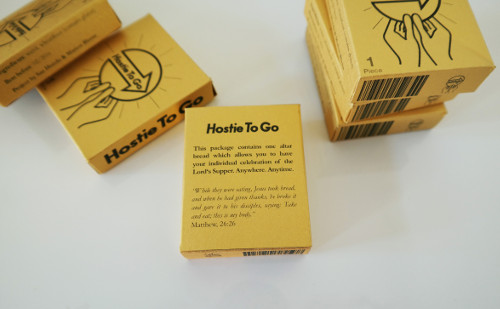 Hostie To Go
Hostie To Go
1
Piece
Hostie To Go
This package contains one altar
bread which allows you to have
your individual celebration of the
Lord's Supper. Anywhere. Anytime.
"While they were eating, Jesus took bread,
and when he had given thanks, he broke it
and gave it to his disciples, saying: Take
and eat; this is my body."
Matthew, 26:26